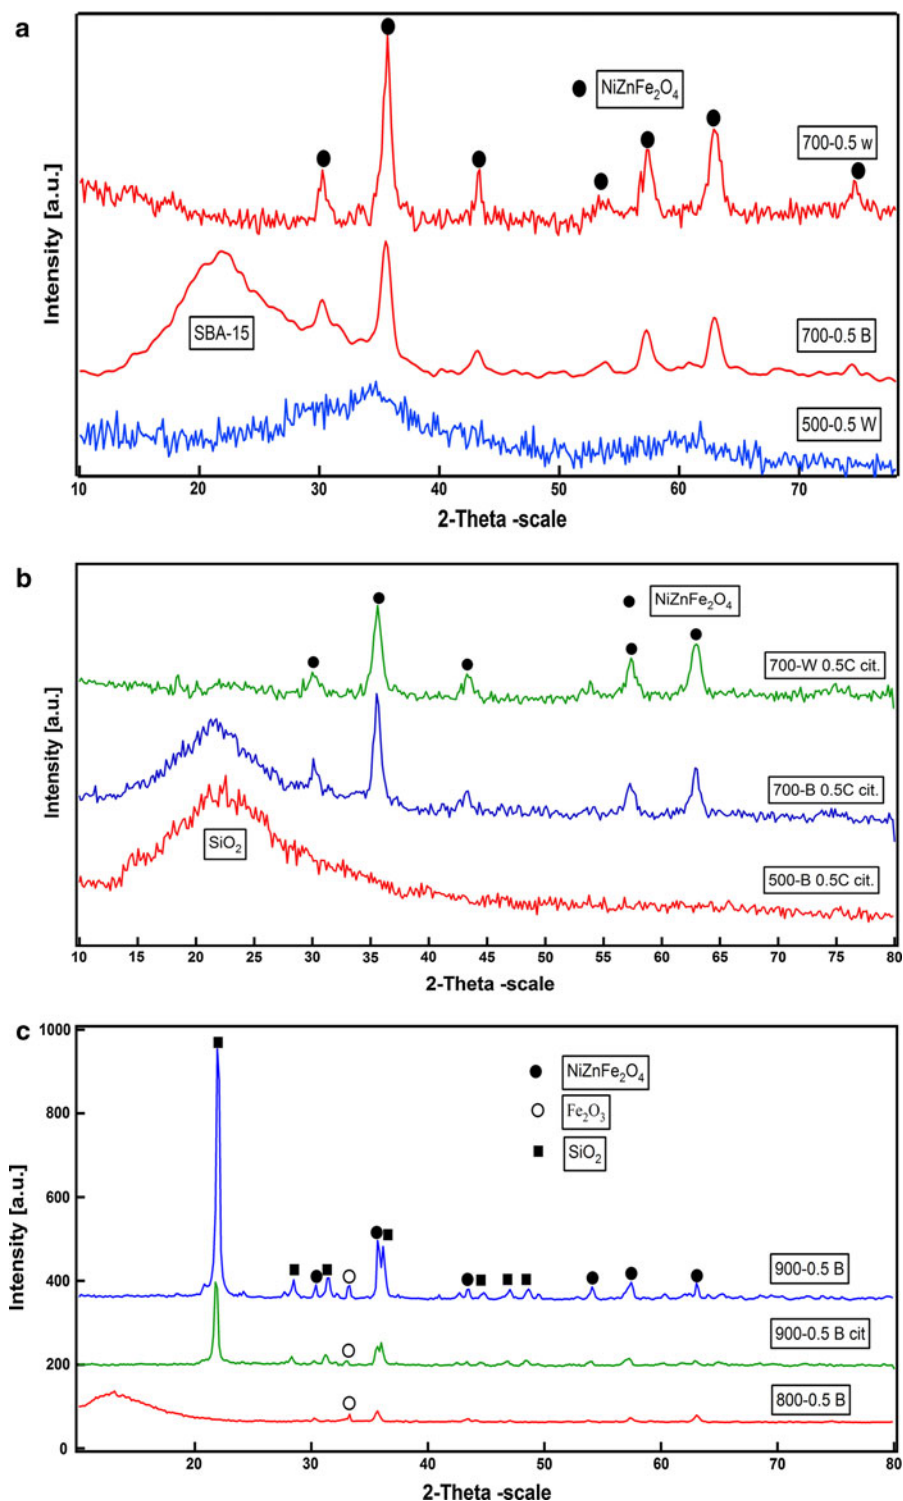 a
NiZnFe₂O₄
700-0.5 w
SBA-15
700-0.5 B
500-0.5 W
Intensity [a.u.]
10 20 30 40 50 60 70
2-Theta -scale
b
NiZnFe₂O₄
700-W 0.5C cit.
700-B 0.5C cit.
SiO₂
500-B 0.5C cit.
Intensity [a.u.]
10 15 20 25 30 35 40 45 50 55 60 65 70 75 80
2-Theta -scale
c
1000
800
600
400
200
0
Intensity [a.u.]
NiZnFe₂O₄
Fe₂O₃
SiO₂
900-0.5 B
900-0.5 B cit
800-0.5 B
20 30 40 50 60 70 80
2-Theta -scale